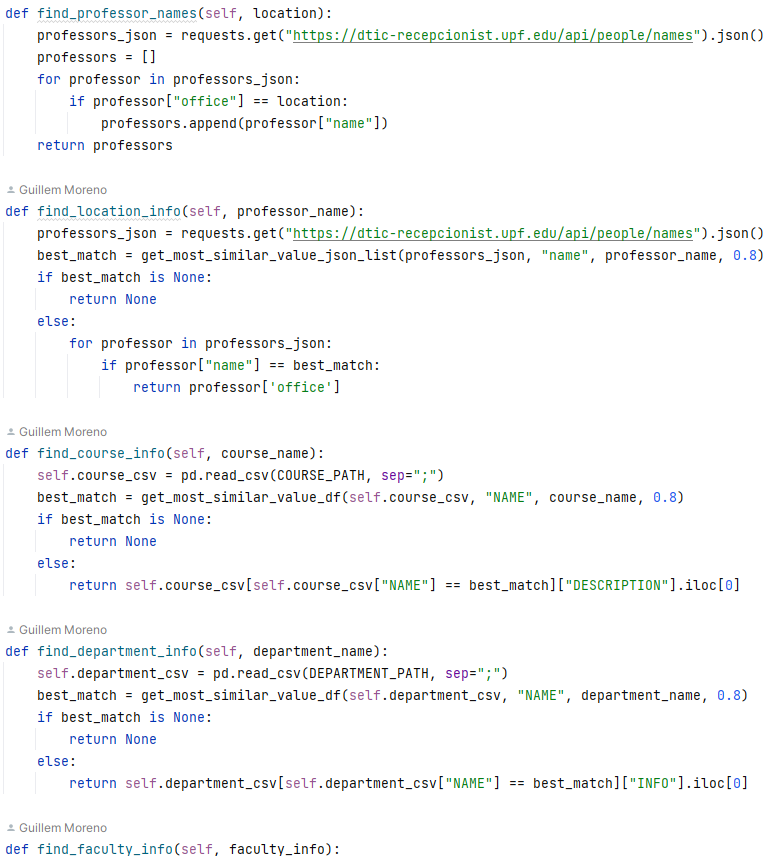 def find_professor_names(self, location):
    professors_json = requests.get("https://dtic-recepcionist.upf.edu/api/people/names").json()
    professors = []
    for professor in professors_json:
        if professor["office"] == location:
            professors.append(professor["name"])
    return professors
Guillem Moreno
def find_location_info(self, professor_name):
    professors_json = requests.get("https://dtic-recepcionist.upf.edu/api/people/names").json()
    best_match = get_most_similar_value_json_list(professors_json, "name", professor_name, 0.8)
    if best_match is None:
        return None
    else:
        for professor in professors_json:
            if professor["name"] == best_match:
                return professor['office']
Guillem Moreno
def find_course_info(self, course_name):
    self.course_csv = pd.read_csv(COURSE_PATH, sep=";")
    best_match = get_most_similar_value_df(self.course_csv, "NAME", course_name, 0.8)
    if best_match is None:
        return None
    else:
        return self.course_csv[self.course_csv["NAME"] == best_match]["DESCRIPTION"].iloc[0]
Guillem Moreno
def find_department_info(self, department_name):
    self.department_csv = pd.read_csv(DEPARTMENT_PATH, sep=";")
    best_match = get_most_similar_value_df(self.department_csv, "NAME", department_name, 0.8)
    if best_match is None:
        return None
    else:
        return self.department_csv[self.department_csv["NAME"] == best_match]["INFO"].iloc[0]
Guillem Moreno
def find_faculty_info(self, faculty_info):